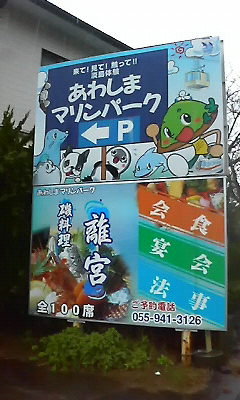 来て!見て!触って!!
淡島体験
あわしま
マリンパーク
P
あわしまマリンパーク
磯料理
離宮
会食
宴会
法事
全100席
ご予約電話
055-941-3126